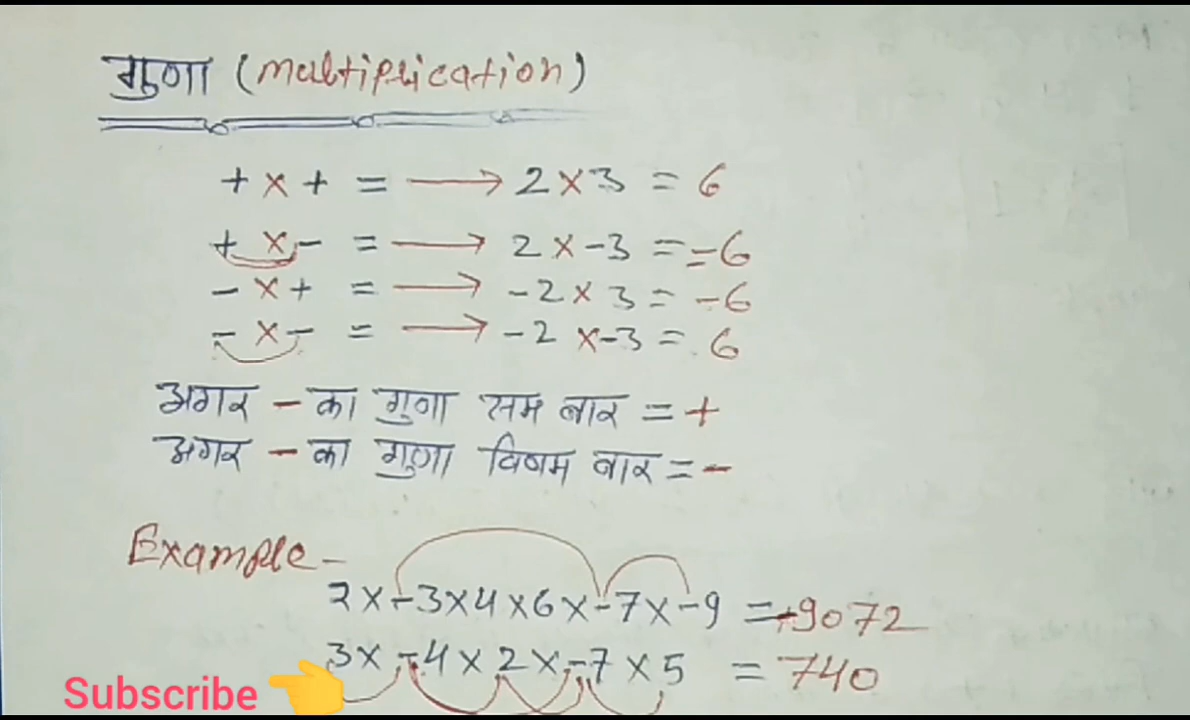 गुणा (multiplication)
+ x + = → 2 x 3 = 6
+ x - = → 2 x -3 = -6
- x + = → -2 x 3 = -6
- x - = → -2 x -3 = 6
अगर - का गुणा सम बार = +
अगर - का गुणा विषम बार = -
Example-
2 x -3 x 4 x 6 x -7 x -9 = -9072
3 x -4 x 2 x -7 x 5 = 740
Subscribe